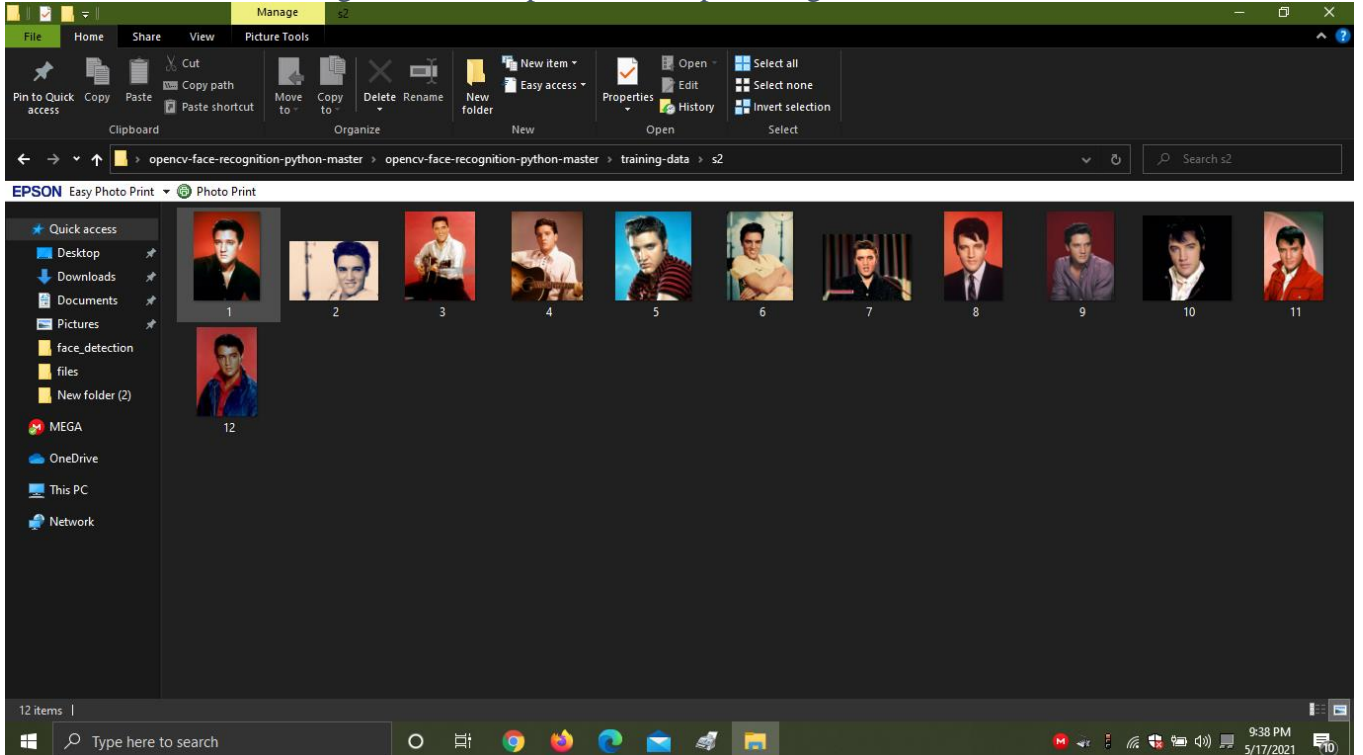 Manage s2
File Home Share View Picture Tools
Pin to Quick access
Copy
Paste
Cut
Copy path
Paste shortcut
Move to
Copy to
Delete
Rename
New folder
New item
Easy access
Properties
Open
Edit
History
Select all
Select none
Invert selection
Clipboard Organize New Open Select
opencv-face-recognition-python-master › opencv-face-recognition-python-master › training-data › s2
Search s2
EPSON Easy Photo Print Photo Print
Quick access
Desktop
Downloads
Documents
Pictures
face_detection
files
New folder (2)
MEGA
OneDrive
This PC
Network
1 2 3 4 5 6 7 8 9 10 11
12
12 items
Type here to search
9:38 PM
5/17/2021
10